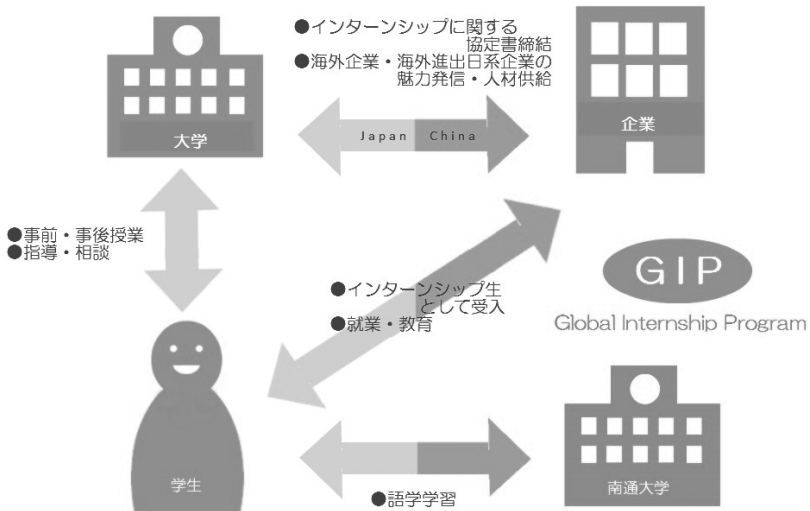 ●インターンシップに関する
協定書締結
●海外企業・海外進出日系企業の
魅力発信・人材供給
大学
Japan China
企業
●事前・事後授業
●指導・相談
●インターンシップ生
として受入
●就業・教育
GIP
Global Internship Program
学生
●語学学習
南通大学